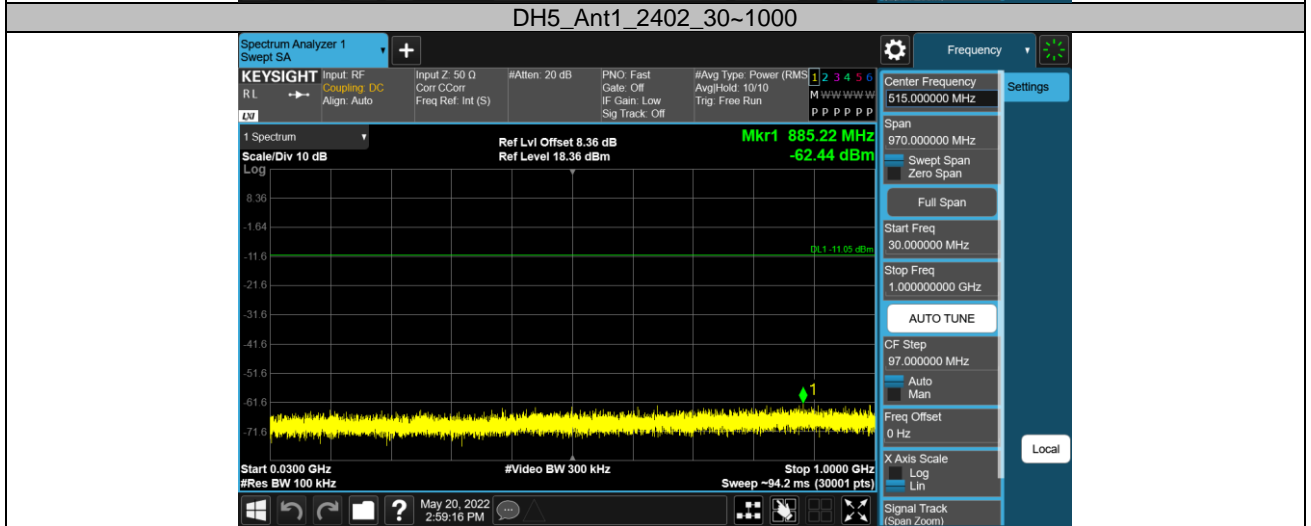 DH5_Ant1_2402_30~1000
Spectrum Analyzer 1
Swept SA
Frequency
KEYSIGHT
RL
LXI
Input: RF
Coupling: DC
Align: Auto
Input Z: 50 Ω
Corr CCorr
Freq Ref: Int (S)
#Atten: 20 dB
PNO: Fast
Gate: Off
IF Gain: Low
Sig Track: Off
#Avg Type: Power (RMS
Avg|Hold: 10/10
Trig: Free Run
1 2 3 4 5 6
M W W W W W
P P P P P P
1 Spectrum
Scale/Div 10 dB
Log
Ref Lvl Offset 8.36 dB
Ref Level 18.36 dBm
Mkr1 885.22 MHz
-62.44 dBm
8.36
-1.64
-11.6
-21.6
-31.6
-41.6
-51.6
-61.6
-71.6
DL1 -11.05 dBm
1
Start 0.0300 GHz
#Res BW 100 kHz
#Video BW 300 kHz
Stop 1.0000 GHz
Sweep ~94.2 ms (30001 pts)
May 20, 2022
2:59:16 PM
Center Frequency
515.000000 MHz
Span
970.000000 MHz
Swept Span
Zero Span
Full Span
Start Freq
30.000000 MHz
Stop Freq
1.000000000 GHz
AUTO TUNE
CF Step
97.000000 MHz
Auto
Man
Freq Offset
0 Hz
X Axis Scale
Log
Lin
Signal Track
(Span Zoom)
Settings
Local